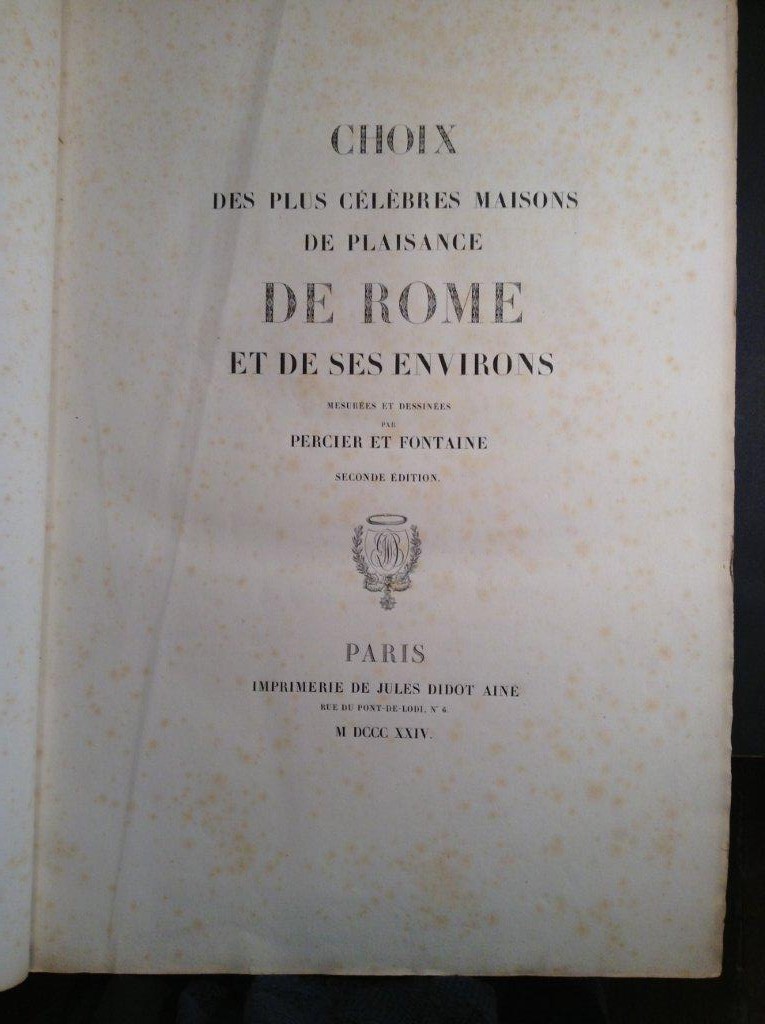 CHOIX
DES PLUS CÉLÈBRES MAISONS
DE PLAISANCE
DE ROME
ET DE SES ENVIRONS
MESURÉES ET DESSINÉES
PAR
PERCIER ET FONTAINE
SECONDE ÉDITION.
PARIS
IMPRIMERIE DE JULES DIDOT AINÉ
RUE DU PONT-DE-LODI, N° 6.
M DCCC XXIV.